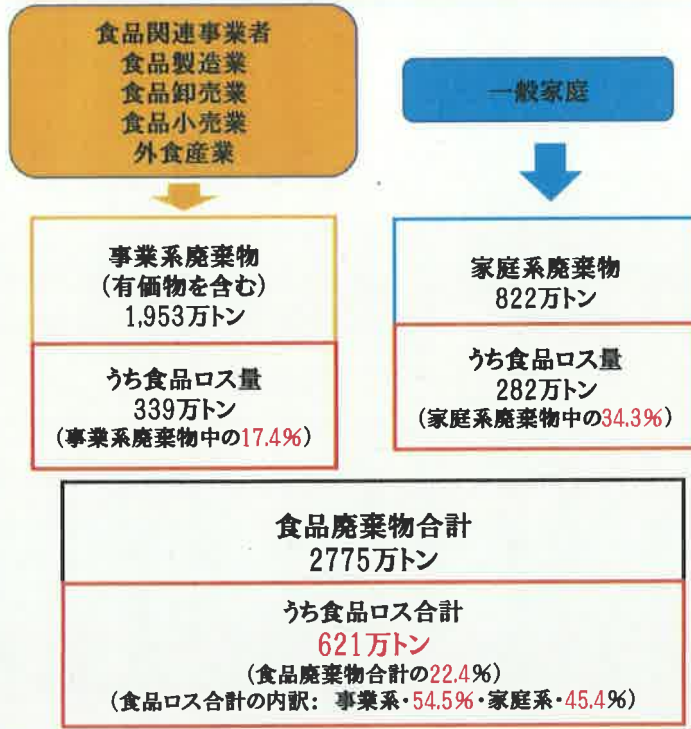 食品関連事業者
食品製造業
食品卸売業
食品小売業
外食産業
一般家庭
事業系廃棄物
(有価物を含む)
1,953万トン
うち食品ロス量
339万トン
(事業系廃棄物中の17.4%)
家庭系廃棄物
822万トン
うち食品ロス量
282万トン
(家庭系廃棄物中の34.3%)
食品廃棄物合計
2775万トン
うち食品ロス合計
621万トン
(食品廃棄物合計の22.4%)
(食品ロス合計の内訳: 事業系・54.5%・家庭系・45.4%)